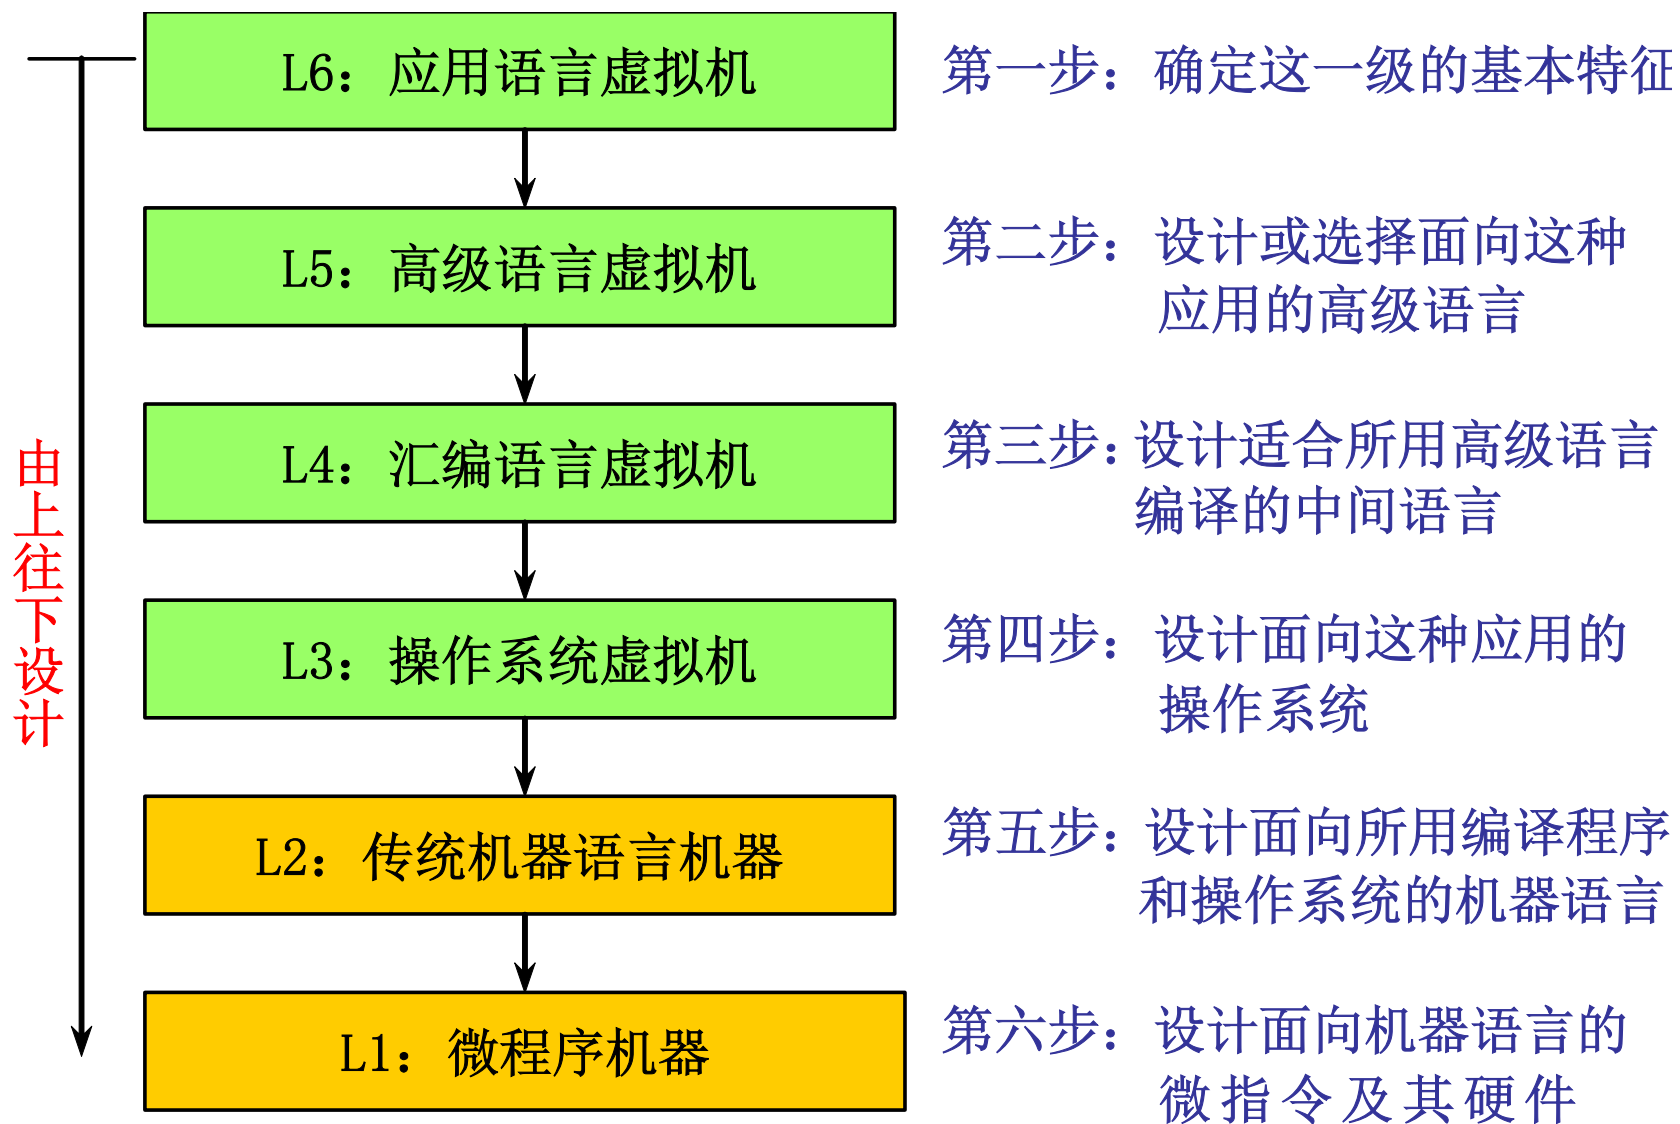 L6：应用语言虚拟机
第一步：确定这一级的基本特征
L5：高级语言虚拟机
第二步：设计或选择面向这种
应用的高级语言
L4：汇编语言虚拟机
第三步：设计适合所用高级语言
编译的中间语言
由上往下设计
L3：操作系统虚拟机
第四步：设计面向这种应用的
操作系统
L2：传统机器语言机器
第五步：设计面向所用编译程序
和操作系统的机器语言
L1：微程序机器
第六步：设计面向机器语言的
微指令及其硬件